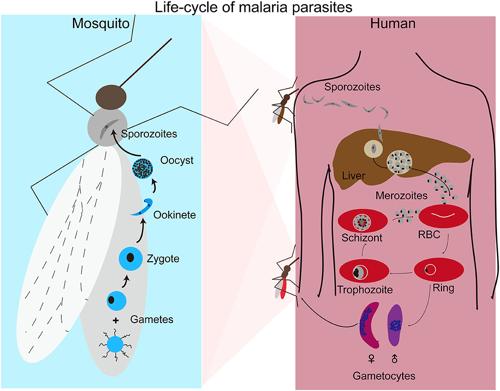 Life-cycle of malaria parasites
Mosquito
Human
Sporozoites
Oocyst
Ookinete
Zygote
Gametes
+
Sporozoites
Liver
Merozoites
Schizont
RBC
Trophozoite
Ring
♀ ♂
Gametocytes